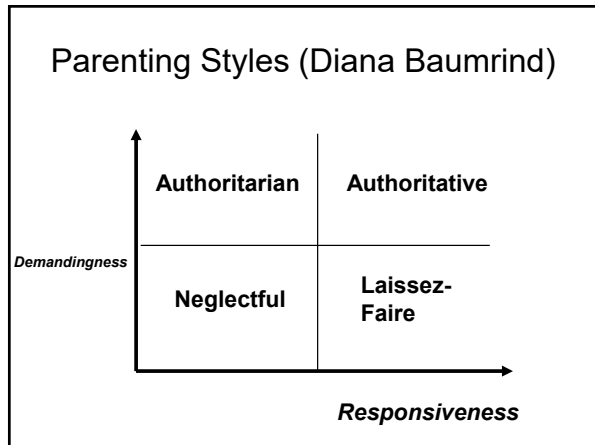 Parenting Styles (Diana Baumrind)
Authoritarian
Authoritative
Demandingness
Neglectful
Laissez-
Faire
Responsiveness